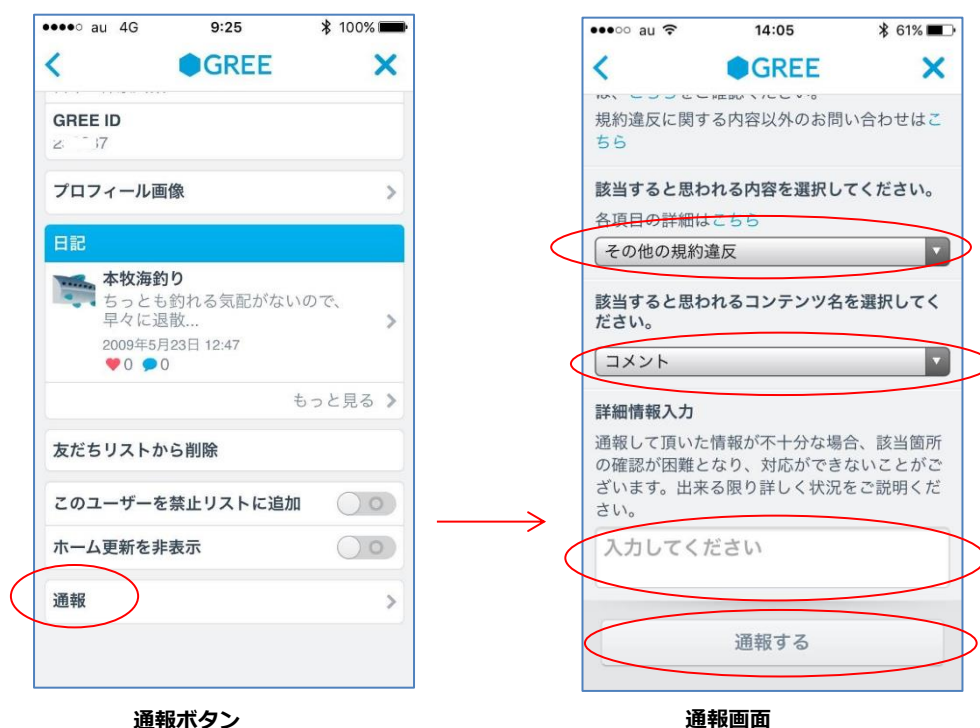 au 4G 9:25 100%
GREE
GREE ID
プロフィール画像
日記
本牧海釣り
ちっとも釣れる気配がないので、
早々に退散...
2009年5月23日 12:47
0 0
もっと見る
友だちリストから削除
このユーザーを禁止リストに追加
ホーム更新を非表示
通報
通報ボタン
au 14:05 61%
GREE
は、こちらをご確認ください。
規約違反に関する内容以外のお問い合わせはこ
ちら
該当すると思われる内容を選択してください。
各項目の詳細はこちら
その他の規約違反
該当すると思われるコンテンツ名を選択してく
ださい。
コメント
詳細情報入力
通報して頂いた情報が不十分な場合、該当箇所
の確認が困難となり、対応ができないことがご
ざいます。出来る限り詳しく状況をご説明くだ
さい。
入力してください
通報する
通報画面